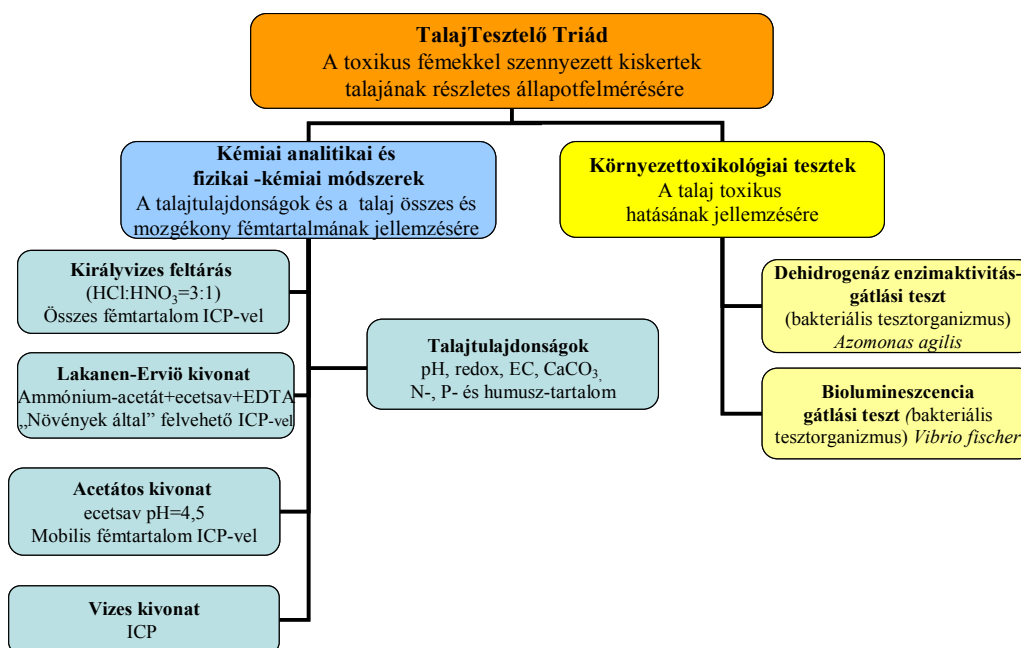 TalajTesztelő Triád
A toxikus fémekkel szennyezett kiskertek
talajának részletes állapotfelmérésére
Kémiai analitikai és
fizikai -kémiai módszerek
A talajtulajdonságok és a talaj összes és
mozgékony fémtartalmának jellemzésére
Környezettoxikológiai tesztek
A talaj toxikus
hatásának jellemzésére
Királyvizes feltárás
(HCl:HNO₃=3:1)
Összes fémtartalom ICP-vel
Lakanen-Erviö kivonat
Ammónium-acetát+ecetsav+EDTA
„Növények által” felvehető ICP-vel
Acetátos kivonat
ecetsav pH=4,5
Mobilis fémtartalom ICP-vel
Vizes kivonat
ICP
Talajtulajdonságok
pH, redox, EC, CaCO₃,
N-, P- és humusz-tartalom
Dehidrogenáz enzimaktivitás-
gátlási teszt
(bakteriális tesztorganizmus)
Azomonas agilis
Biolumineszcencia
gátlási teszt (bakteriális
tesztorganizmus) Vibrio fischer